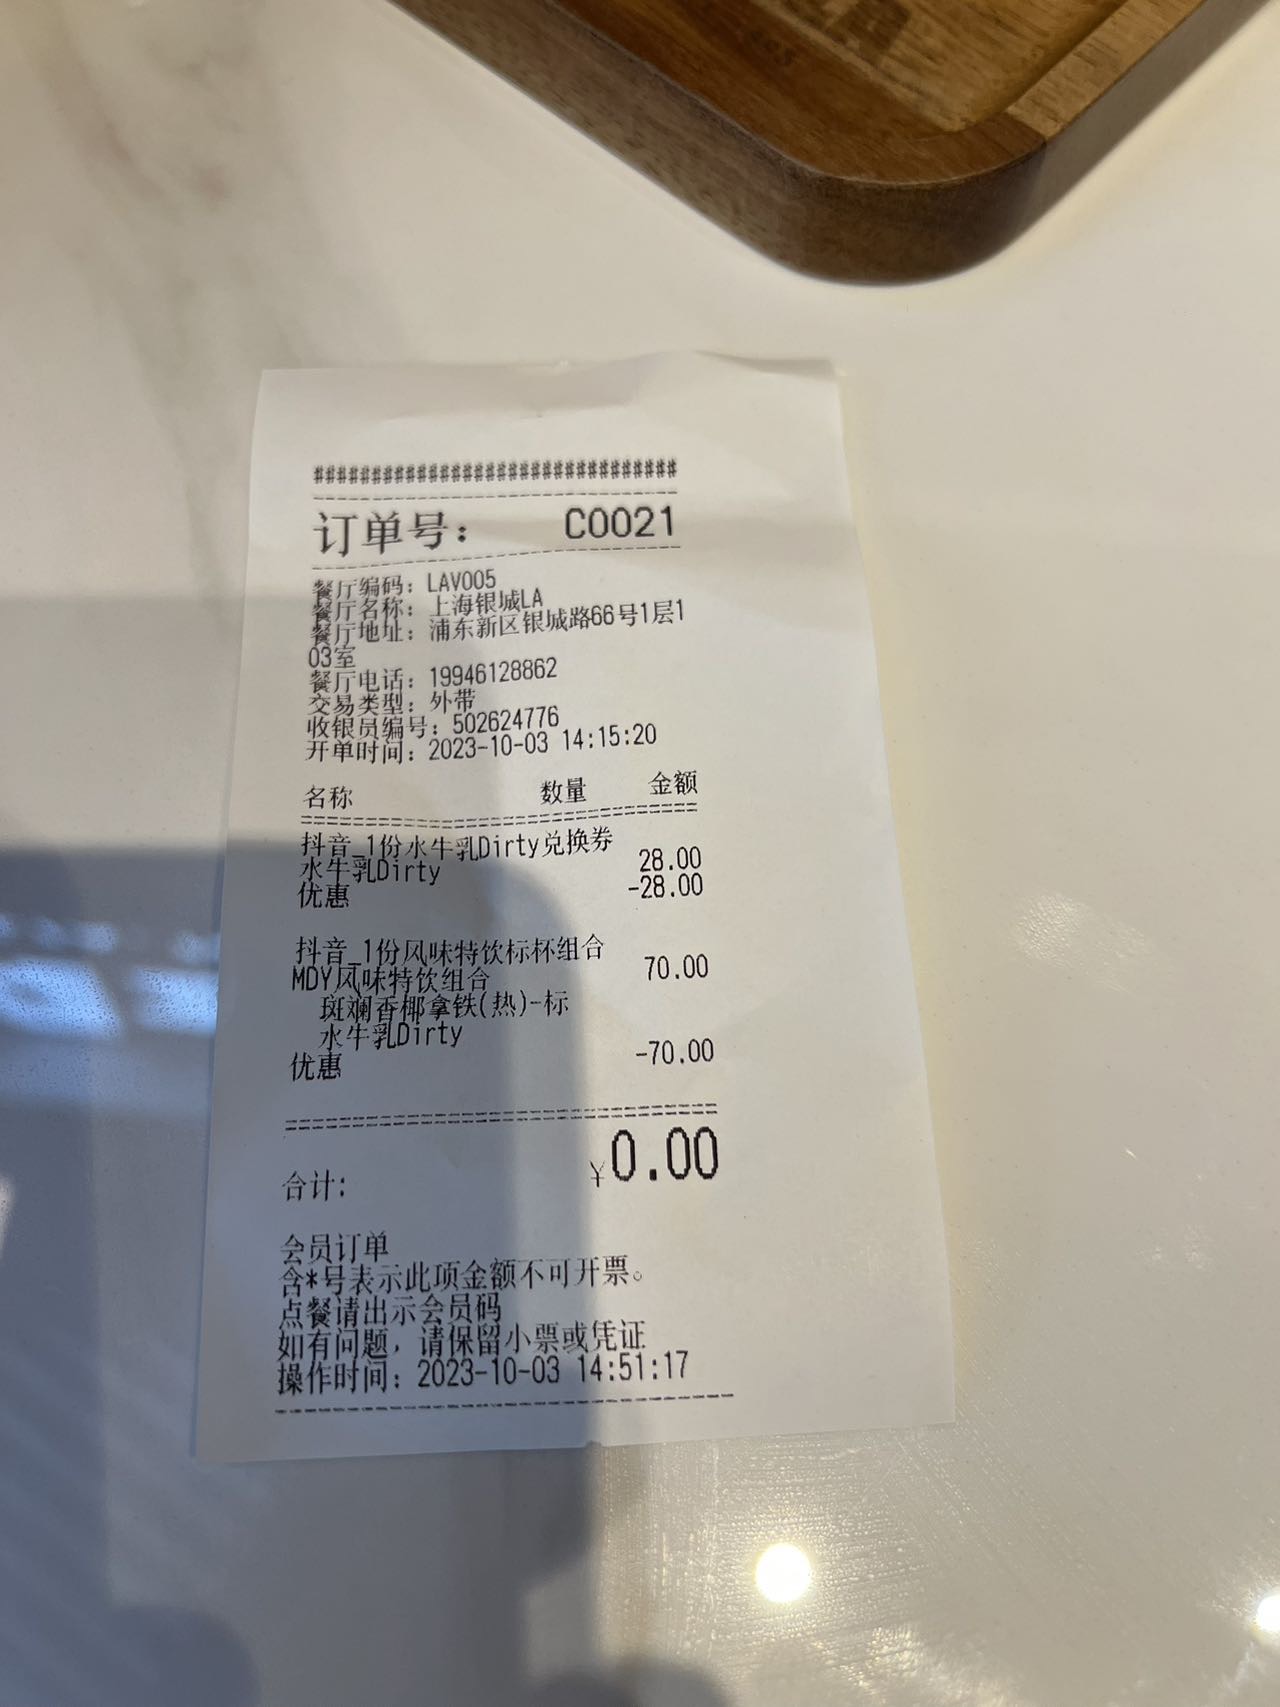 ################################
订单号： C0021
餐厅编码：LAV005
餐厅名称：上海银城LA
餐厅地址：浦东新区银城路66号1层1
03室
餐厅电话：19946128862
交易类型：外带
收银员编号：502624776
开单时间：2023-10-03 14:15:20
名称 数量 金额
抖音_1份水牛乳Dirty兑换券
水牛乳Dirty 28.00
优惠 -28.00
抖音_1份风味特饮标杯组合
MDY风味特饮组合 70.00
斑斓香椰拿铁(热)-标
水牛乳Dirty
优惠 -70.00
合计: ¥0.00
会员订单
含*号表示此项金额不可开票。
点餐请出示会员码
如有问题，请保留小票或凭证
操作时间：2023-10-03 14:51:17